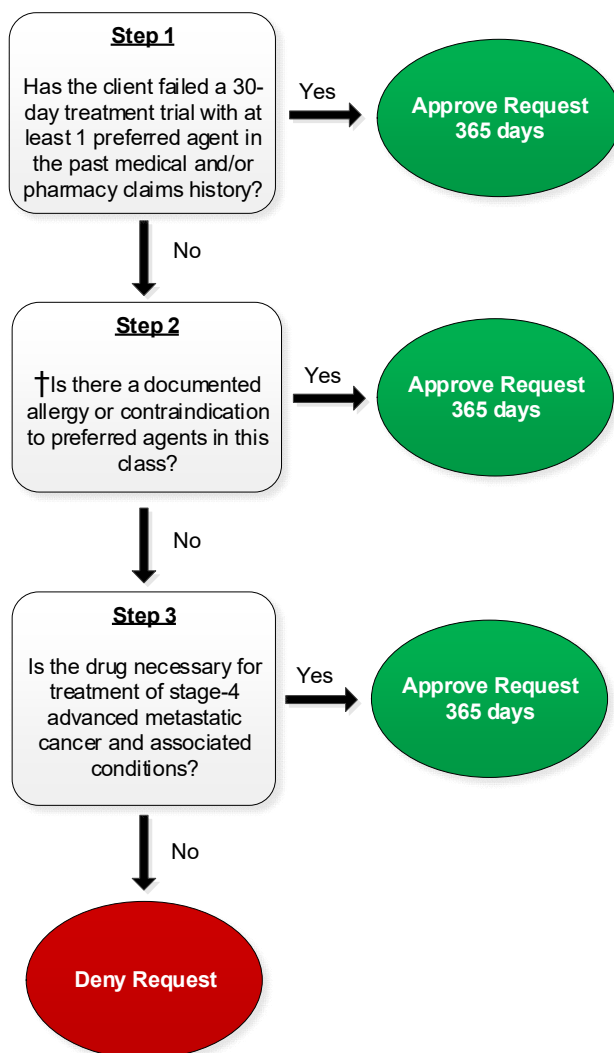 Step 1
Has the client failed a 30-
day treatment trial with at
least 1 preferred agent in
the past medical and/or
pharmacy claims history?
Yes
Approve Request
365 days
No
Step 2
†Is there a documented
allergy or contraindication
to preferred agents in this
class?
Yes
Approve Request
365 days
No
Step 3
Is the drug necessary for
treatment of stage-4
advanced metastatic
cancer and associated
conditions?
Yes
Approve Request
365 days
No
Deny Request